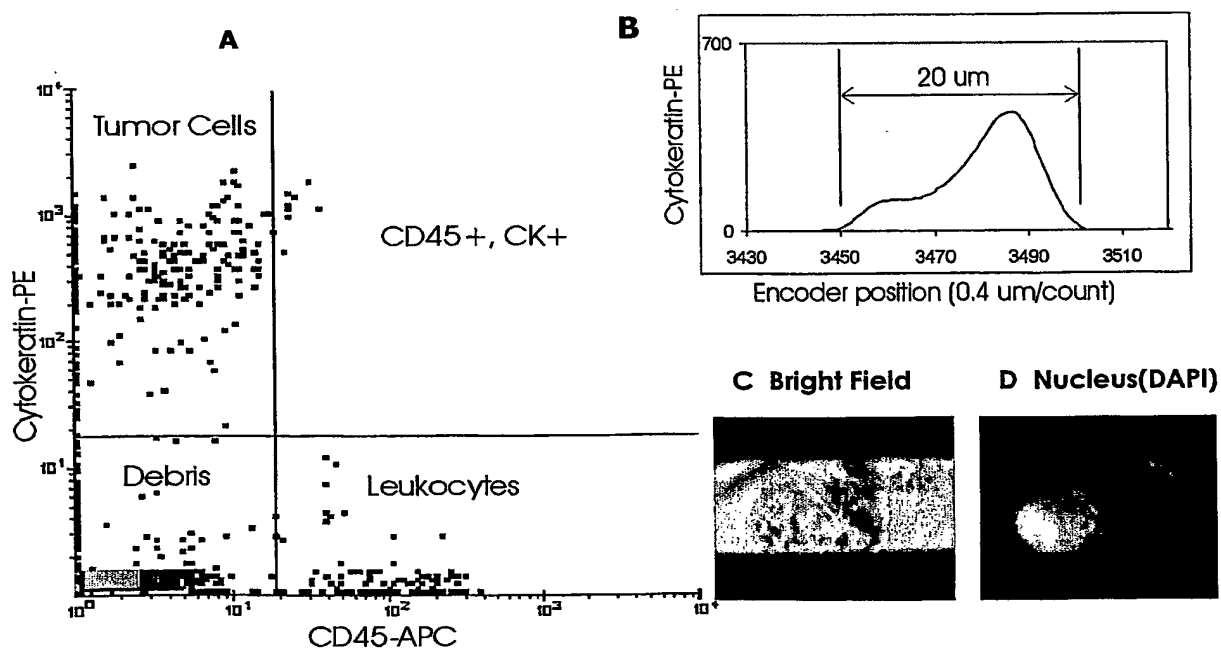 A
10⁴
Tumor Cells
10³
CD45+, CK+
Cytokeratin-PE
10²
10¹
Debris
Leukocytes
10⁰
10¹
10²
10³
10⁴
CD45-APC
B
700
20 um
Cytokeratin-PE
0
3430
3450
3470
3490
3510
Encoder position (0.4 um/count)
C Bright Field
D Nucleus(DAPI)